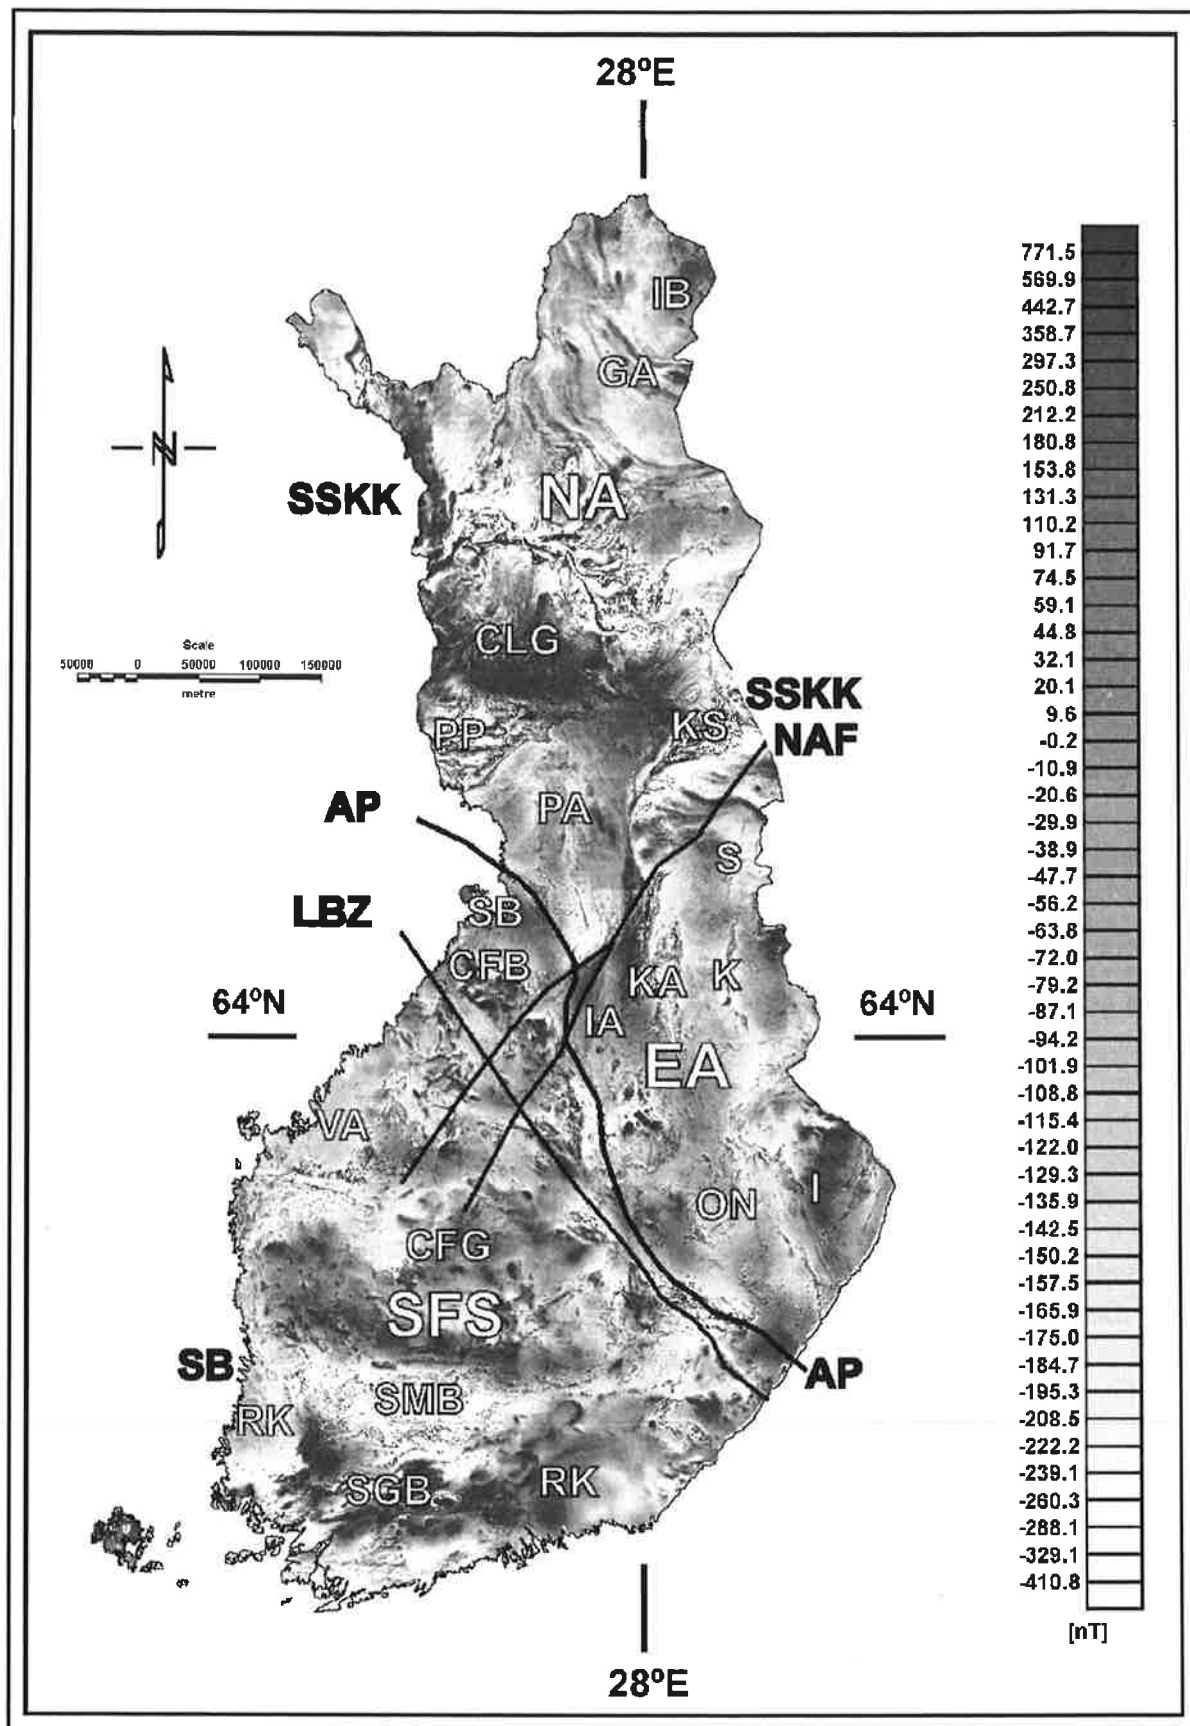 28ºE
IB
GA
SSKK
NA
N
CLG
Scale
50000 0 50000 100000 150000
metre
SSKK
NAF
PP
KS
AP
PA
S
LBZ
SB
CFB
KA
K
64ºN
IA
64ºN
EA
VA
I
ON
CFG
SFS
SB
AP
SMB
RK
SGB
RK
28ºE
771.5
569.9
442.7
358.7
297.3
250.8
212.2
180.8
153.8
131.3
110.2
91.7
74.5
59.1
44.8
32.1
20.1
9.6
-0.2
-10.9
-20.6
-29.9
-38.9
-47.7
-56.2
-63.8
-72.0
-79.2
-87.1
-94.2
-101.9
-108.8
-115.4
-122.0
-129.3
-135.9
-142.5
-150.2
-157.5
-165.9
-175.0
-184.7
-195.3
-208.5
-222.2
-239.1
-260.3
-288.1
-329.1
-410.8
[nT]